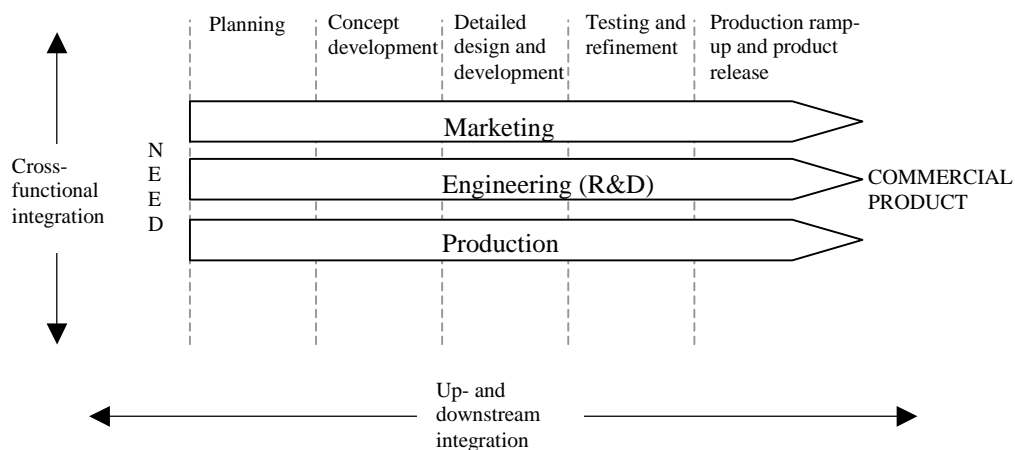 Planning
Concept
development
Detailed
design and
development
Testing and
refinement
Production ramp-
up and product
release
Marketing
Cross-
functional
integration
N
E
E
D
Engineering (R&D)
COMMERCIAL
PRODUCT
Production
Up- and
downstream
integration